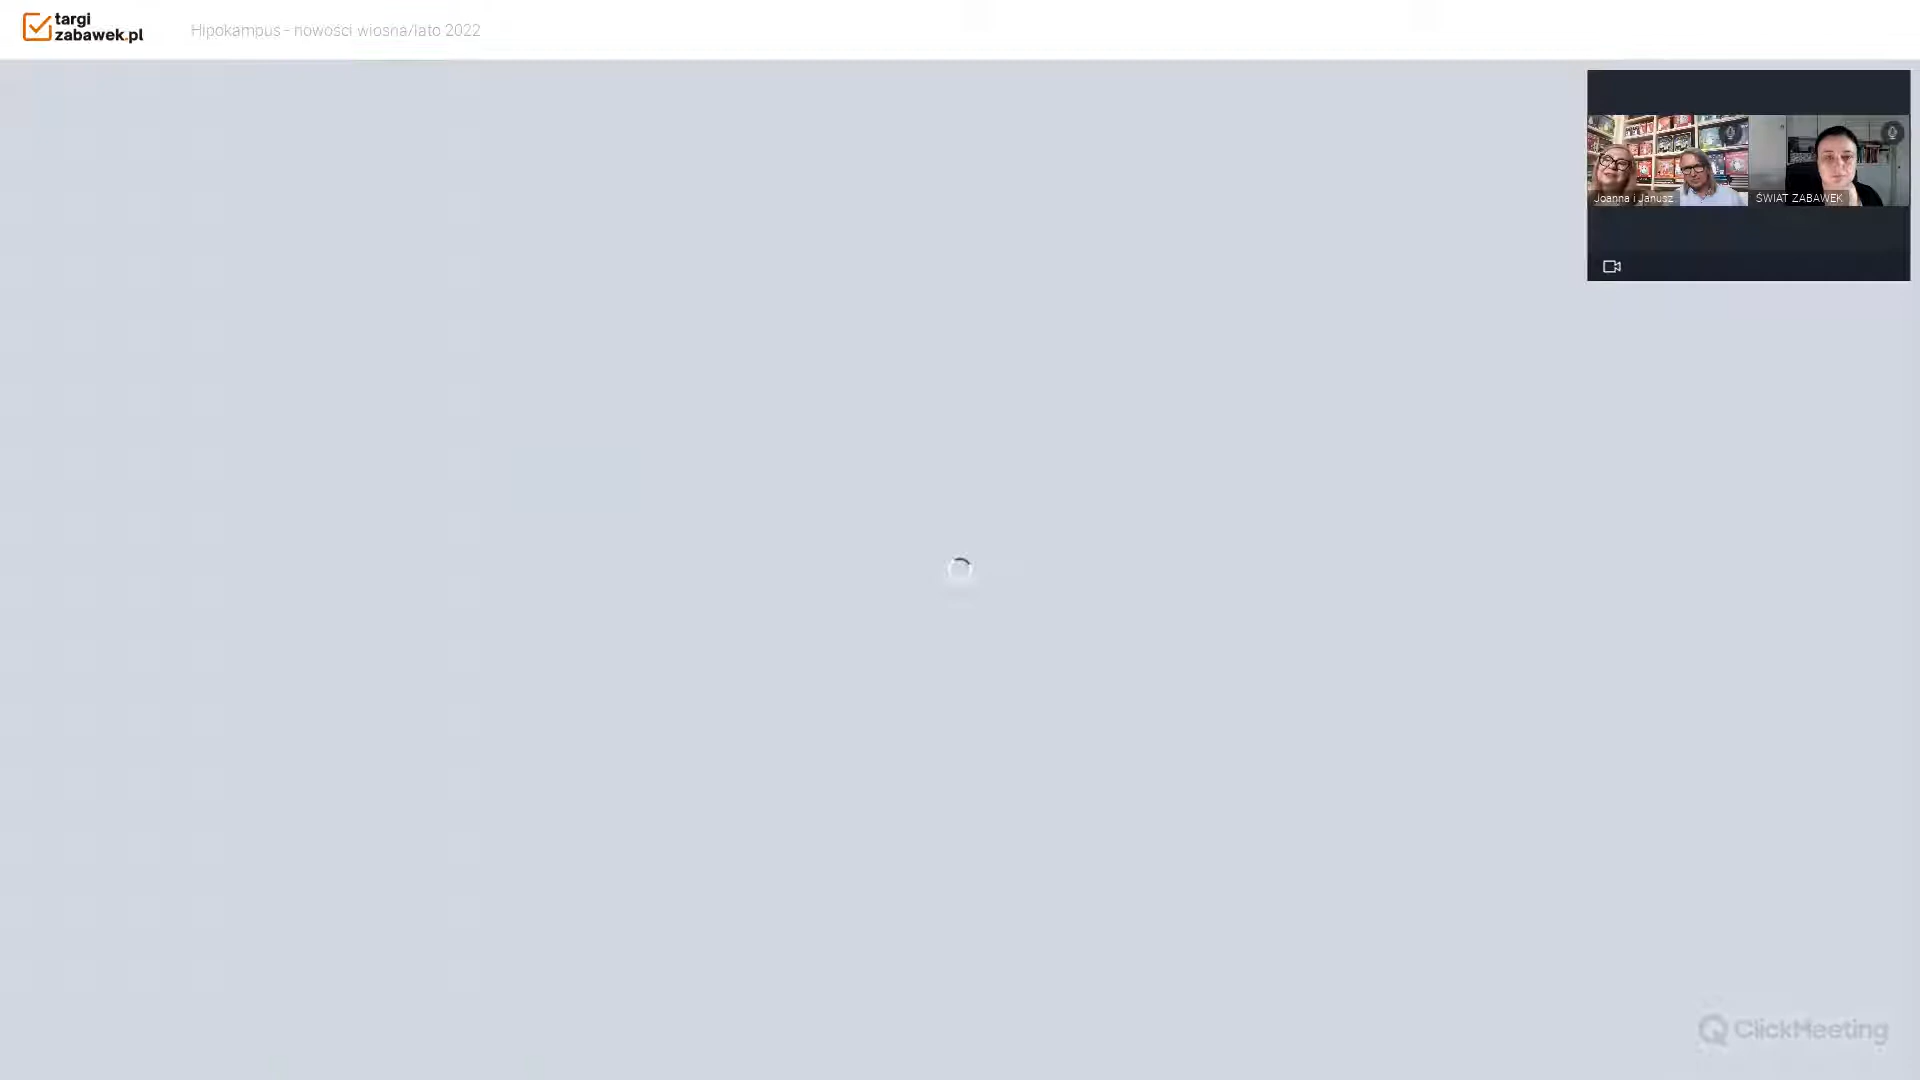 targi
zabawek.pl
Hipokampus - nowości wiosna/lato 2022
Joanna i Janusz
ŚWIAT ZABAWEK
ClickMeeting